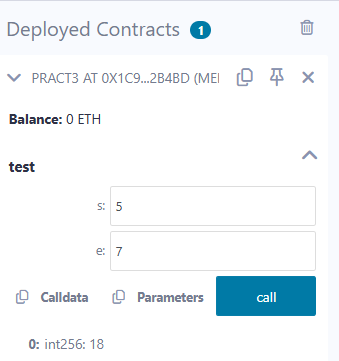 Deployed Contracts 1
PRACT3 AT 0X1C9...2B4BD (MEI
Balance: 0 ETH
test
s: 5
e: 7
Calldata Parameters call
0: int256: 18